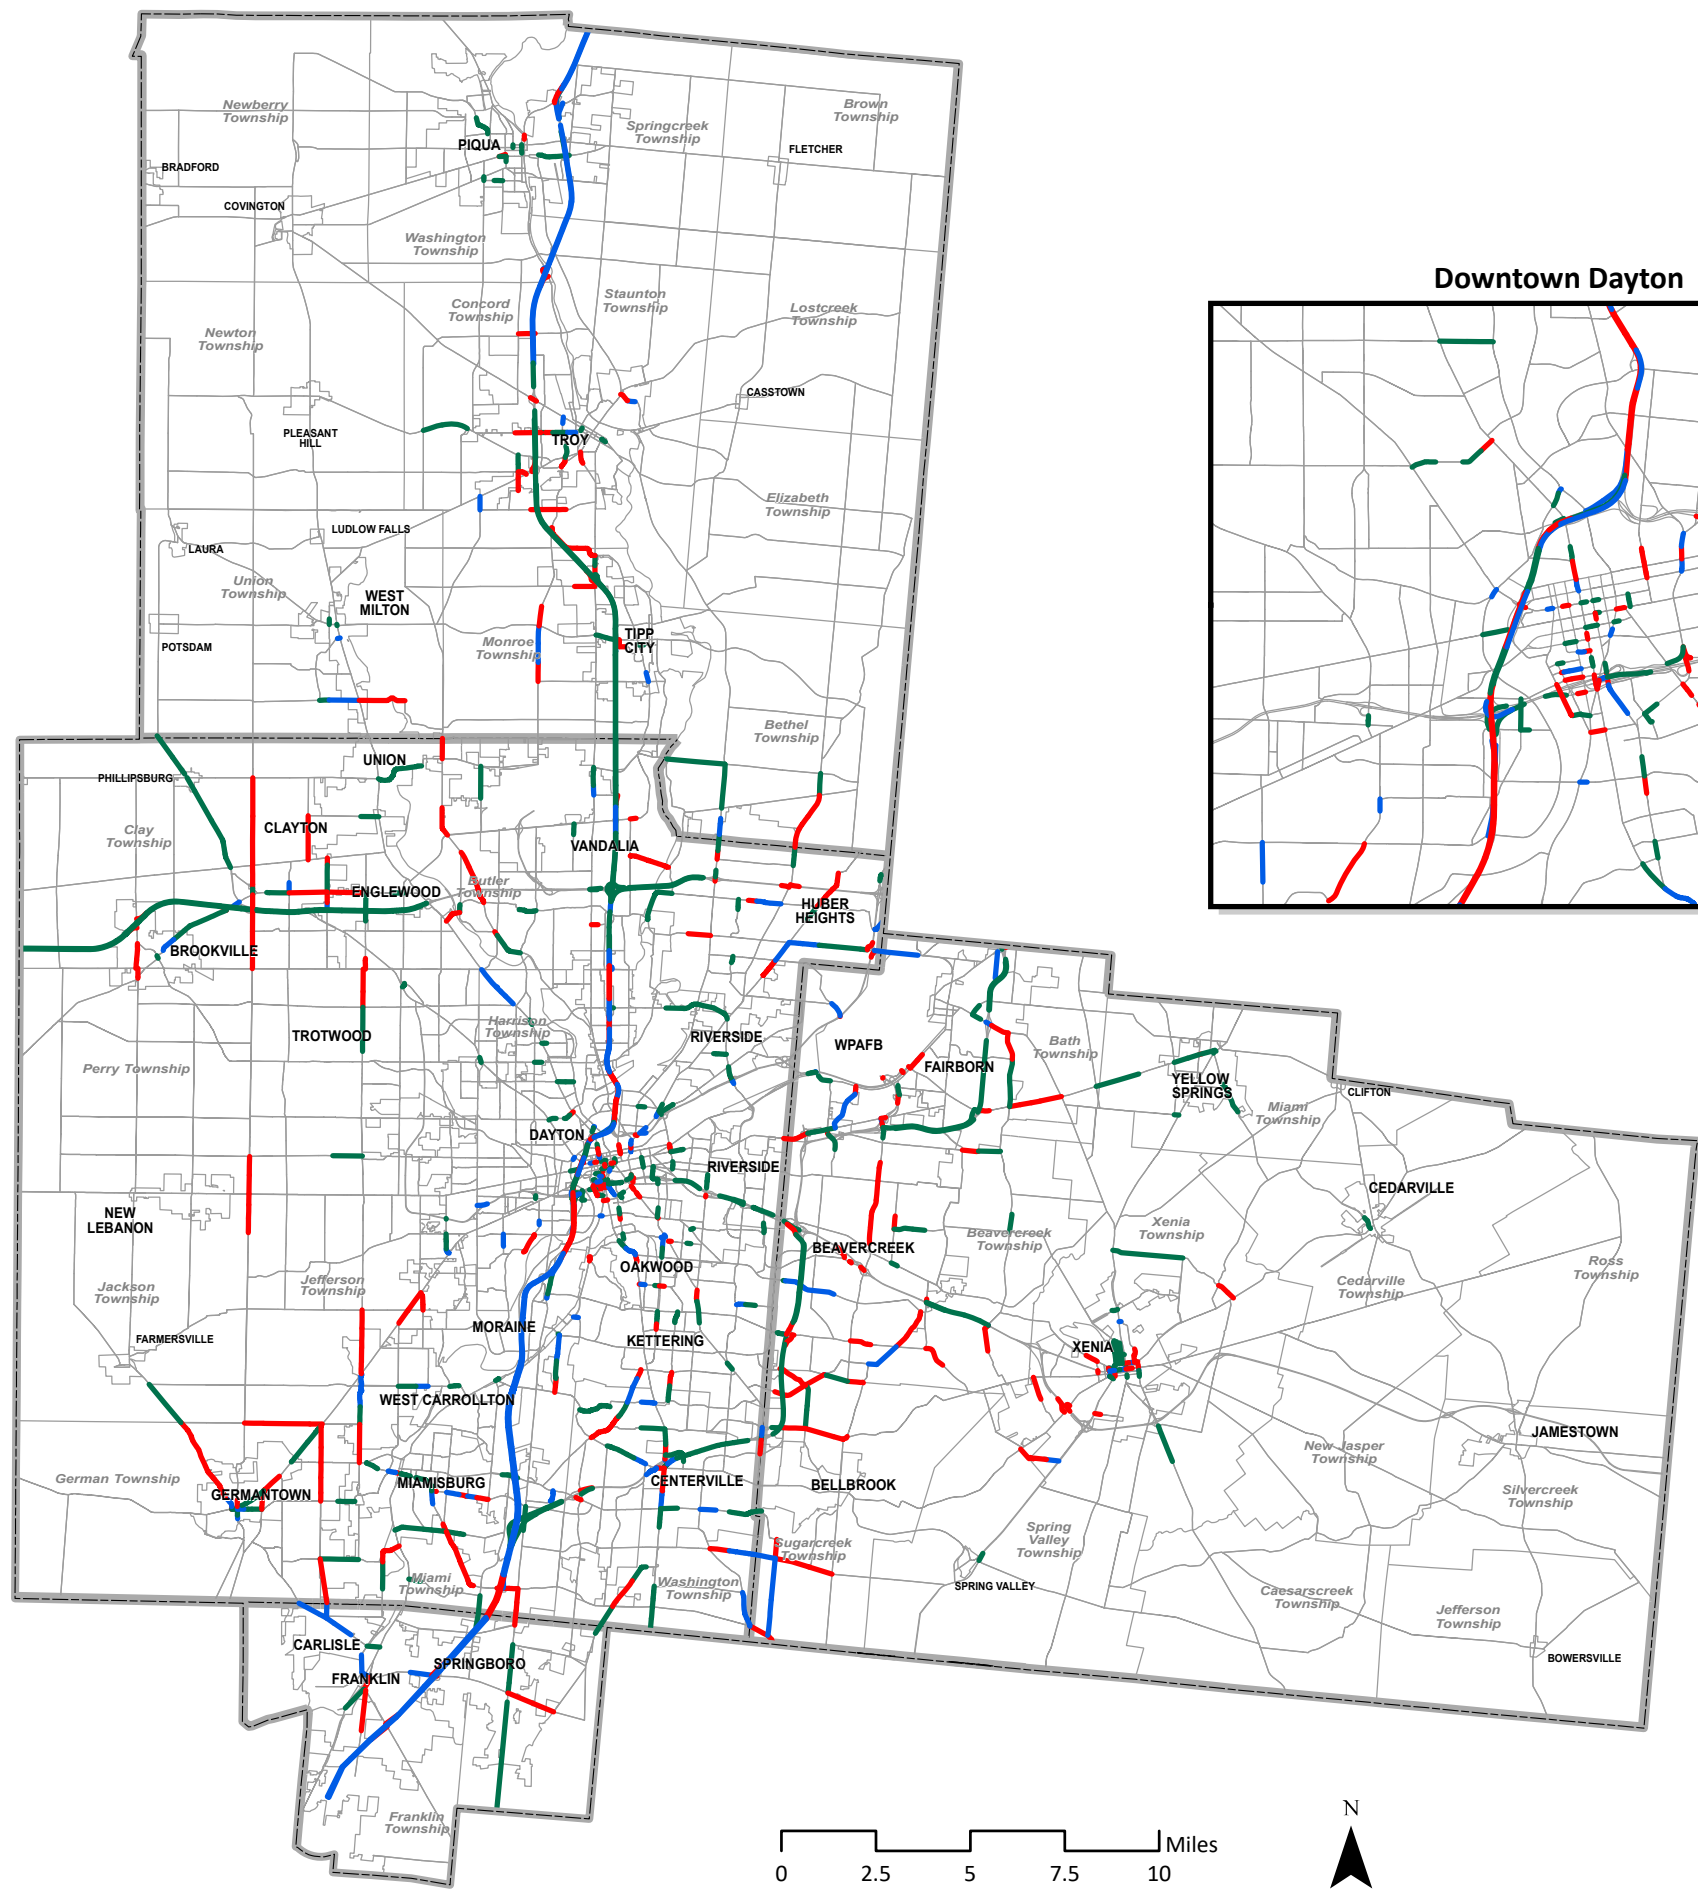 Newberry
Township
Brown
Township
Springcreek
Township
PIQUA
FLETCHER
BRADFORD
COVINGTON
Washington
Township
Downtown Dayton
Concord
Township
Staunton
Township
Lostcreek
Township
Newton
Township
CASSTOWN
PLEASANT
HILL
TROY
Elizabeth
Township
LUDLOW FALLS
LAURA
Union
Township
WEST
MILTON
POTSDAM
Monroe
Township
TIPP
CITY
Bethel
Township
UNION
PHILLIPSBURG
Clay
Township
CLAYTON
VANDALIA
ENGLEWOOD
Butler
Township
HUBER
HEIGHTS
BROOKVILLE
TROTWOOD
Harrison
Township
RIVERSIDE
WPAFB
FAIRBORN
Bath
Township
Perry Township
YELLOW
SPRINGS
CLIFTON
Miami
Township
DAYTON
RIVERSIDE
NEW
LEBANON
CEDARVILLE
Xenia
Township
Beavercreek
Township
BEAVERCREEK
OAKWOOD
Ross
Township
Jackson
Township
Jefferson
Township
Cedarville
Township
MORAINE
FARMERSVILLE
KETTERING
XENIA
WEST CARROLLTON
JAMESTOWN
New Jasper
Township
German Township
MIAMISBURG
CENTERVILLE
BELLBROOK
GERMANTOWN
Silvercreek
Township
Spring
Valley
Township
Sugarcreek
Township
Miami
Township
Washington
Township
SPRING VALLEY
Caesarscreek
Township
Jefferson
Township
CARLISLE
SPRINGBORO
FRANKLIN
BOWERSVILLE
Franklin
Township
N
Miles
0 2.5 5 7.5 10